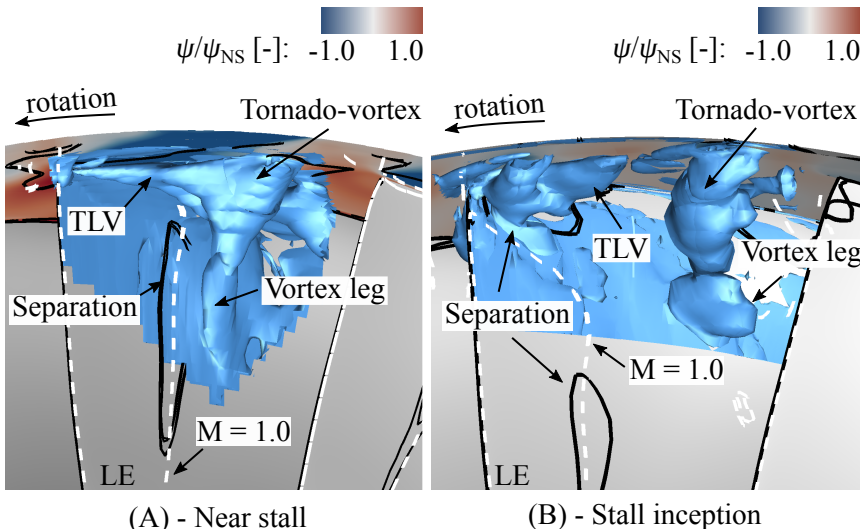 ψ/ψNS [-]: -1.0 1.0
rotation
Tornado-vortex
TLV
Separation
Vortex leg
M = 1.0
LE
(A) - Near stall
ψ/ψNS [-]: -1.0 1.0
rotation
Tornado-vortex
TLV
Vortex leg
Separation
M = 1.0
LE
(B) - Stall inception